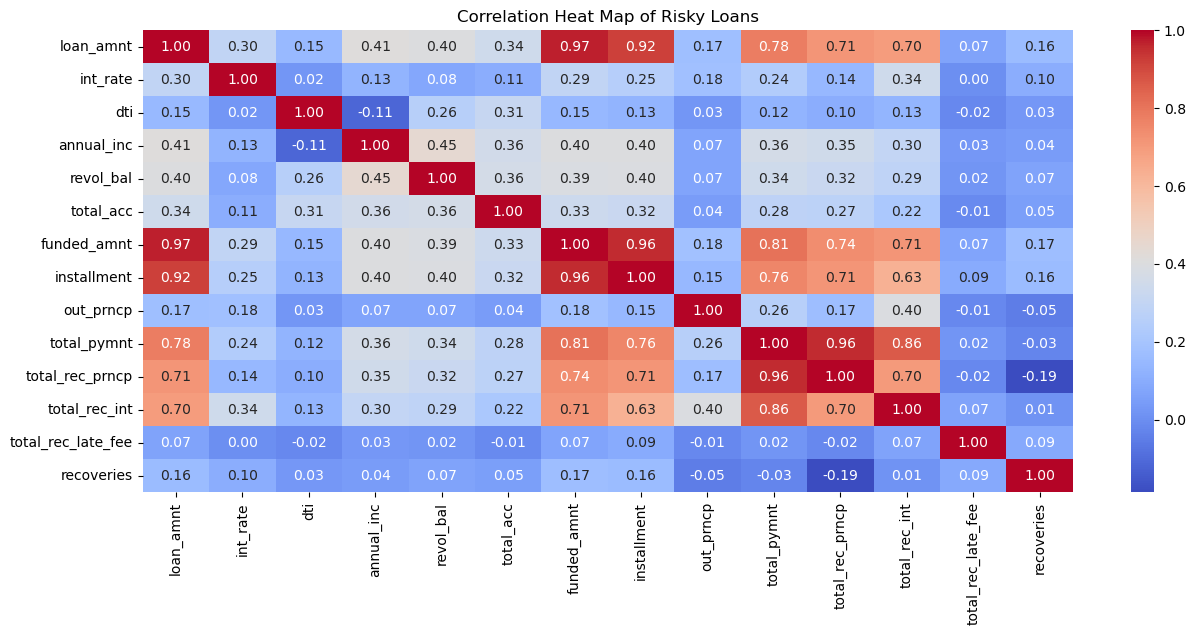 Correlation Heat Map of Risky Loans
loan_amnt 1.00 0.30 0.15 0.41 0.40 0.34 0.97 0.92 0.17 0.78 0.71 0.70 0.07 0.16
int_rate 0.30 1.00 0.02 0.13 0.08 0.11 0.29 0.25 0.18 0.24 0.14 0.34 0.00 0.10
dti 0.15 0.02 1.00 -0.11 0.26 0.31 0.15 0.13 0.03 0.12 0.10 0.13 -0.02 0.03
annual_inc 0.41 0.13 -0.11 1.00 0.45 0.36 0.40 0.40 0.07 0.36 0.35 0.30 0.03 0.04
revol_bal 0.40 0.08 0.26 0.45 1.00 0.36 0.39 0.40 0.07 0.34 0.32 0.29 0.02 0.07
total_acc 0.34 0.11 0.31 0.36 0.36 1.00 0.33 0.32 0.04 0.28 0.27 0.22 -0.01 0.05
funded_amnt 0.97 0.29 0.15 0.40 0.39 0.33 1.00 0.96 0.18 0.81 0.74 0.71 0.07 0.17
installment 0.92 0.25 0.13 0.40 0.40 0.32 0.96 1.00 0.15 0.76 0.71 0.63 0.09 0.16
out_prncp 0.17 0.18 0.03 0.07 0.07 0.04 0.18 0.15 1.00 0.26 0.17 0.40 -0.01 -0.05
total_pymnt 0.78 0.24 0.12 0.36 0.34 0.28 0.81 0.76 0.26 1.00 0.96 0.86 0.02 -0.03
total_rec_prncp 0.71 0.14 0.10 0.35 0.32 0.27 0.74 0.71 0.17 0.96 1.00 0.70 -0.02 -0.19
total_rec_int 0.70 0.34 0.13 0.30 0.29 0.22 0.71 0.63 0.40 0.86 0.70 1.00 0.07 0.01
total_rec_late_fee 0.07 0.00 -0.02 0.03 0.02 -0.01 0.07 0.09 -0.01 0.02 -0.02 0.07 1.00 0.09
recoveries 0.16 0.10 0.03 0.04 0.07 0.05 0.17 0.16 -0.05 -0.03 -0.19 0.01 0.09 1.00
loan_amnt
int_rate
dti
annual_inc
revol_bal
total_acc
funded_amnt
installment
out_prncp
total_pymnt
total_rec_prncp
total_rec_int
total_rec_late_fee
recoveries
1.0
0.8
0.6
0.4
0.2
0.0